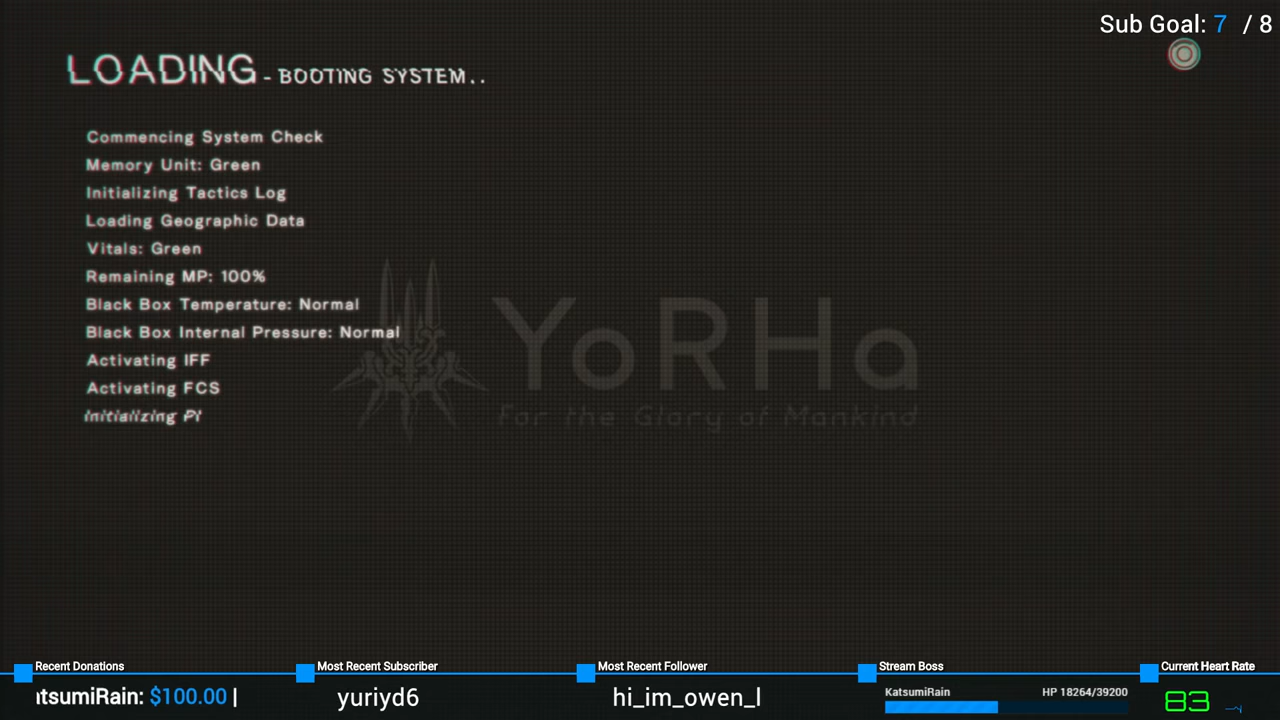 Sub Goal: 7 / 8
LOADING - BOOTING SYSTEM..
Commencing System Check
Memory Unit: Green
Initializing Tactics Log
Loading Geographic Data
Vitals: Green
Remaining MP: 100%
Black Box Temperature: Normal
Black Box Internal Pressure: Normal
Activating IFF
Activating FCS
Initializing
YoRHa
For the Glory of Mankind
Recent Donations
tsumiRain: $100.00 |
Most Recent Subscriber
yuriyd6
Most Recent Follower
hi_im_owen_l
Stream Boss
KatsumiRain HP 18264/39200
Current Heart Rate
83